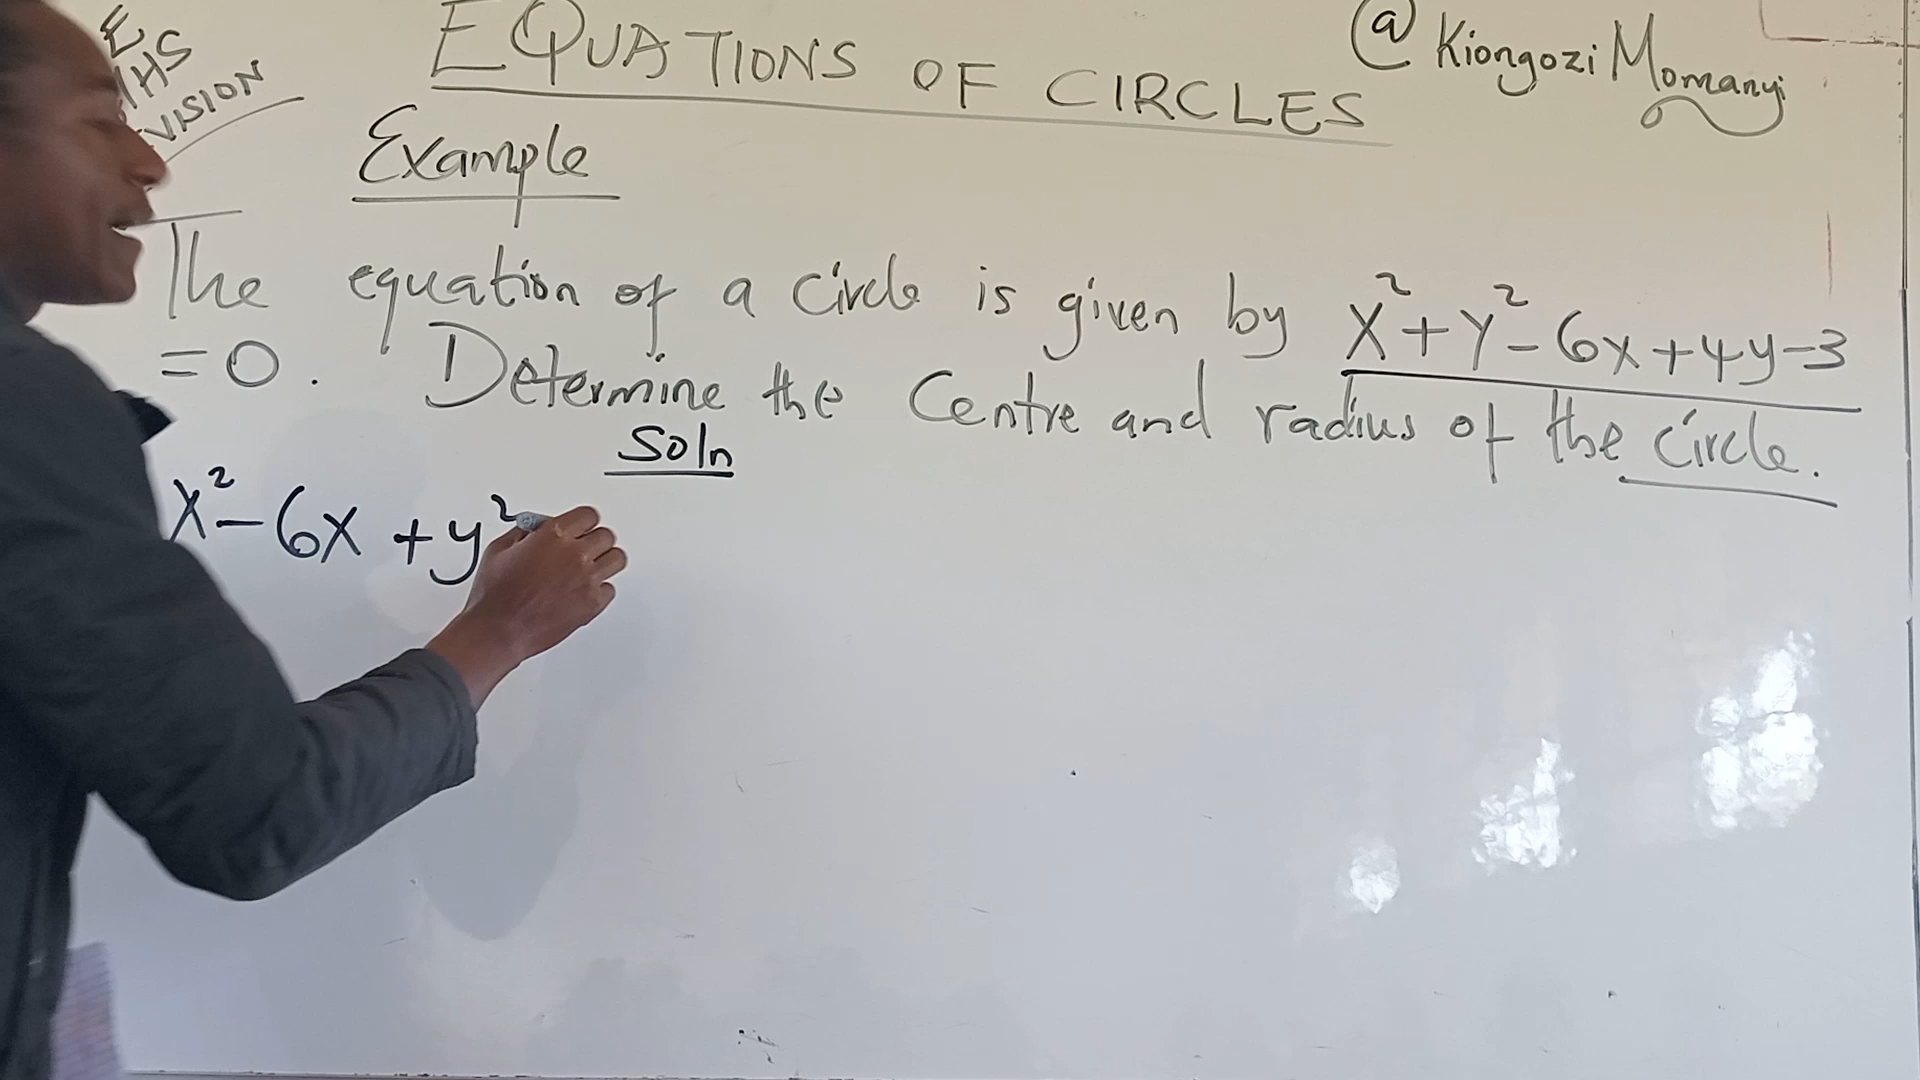 EQUATIONS OF CIRCLES
@ Kiongozi Momanyi
VISION
Example
The equation of a circle is given by x²+y²-6x+4y-3
=0. Determine the Centre and radius of the circle.
Soln
x²-6x+y²